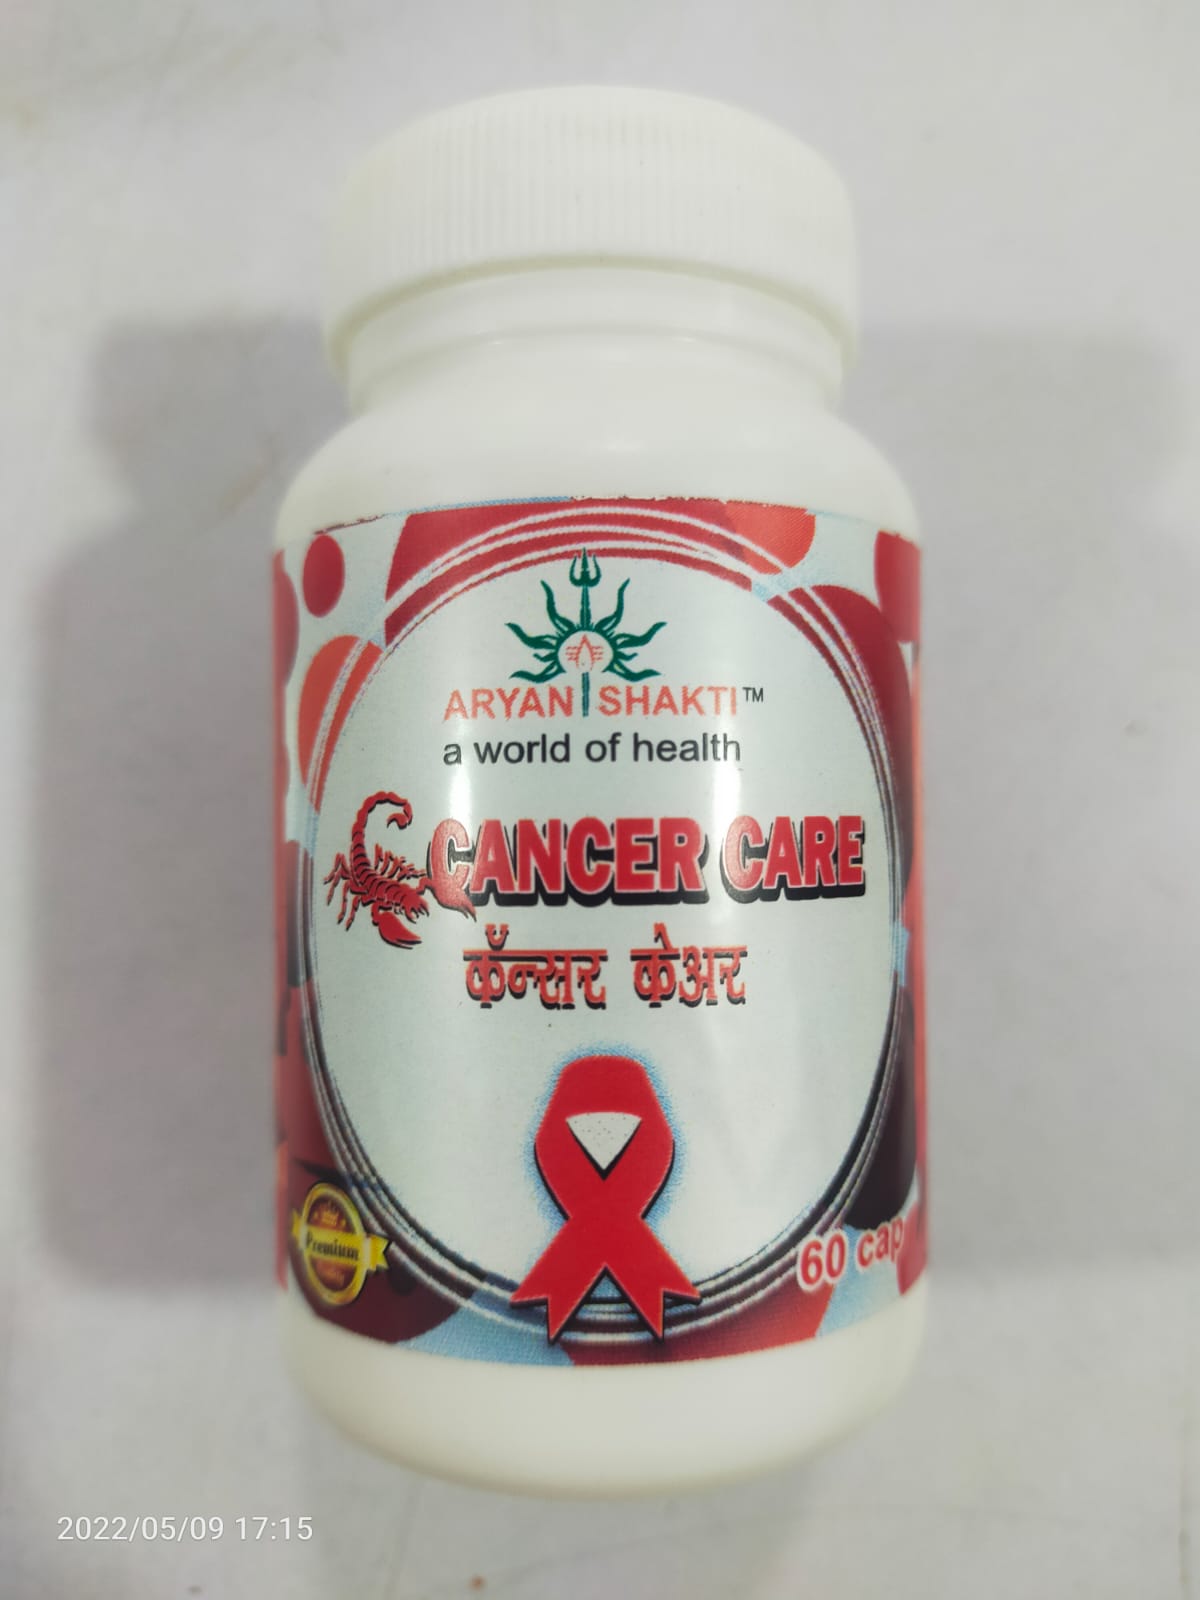 ARYAN SHAKTI™
a world of health
CANCER CARE
कॅन्सर केअर
Premium
60 cap
2022/05/09 17:15